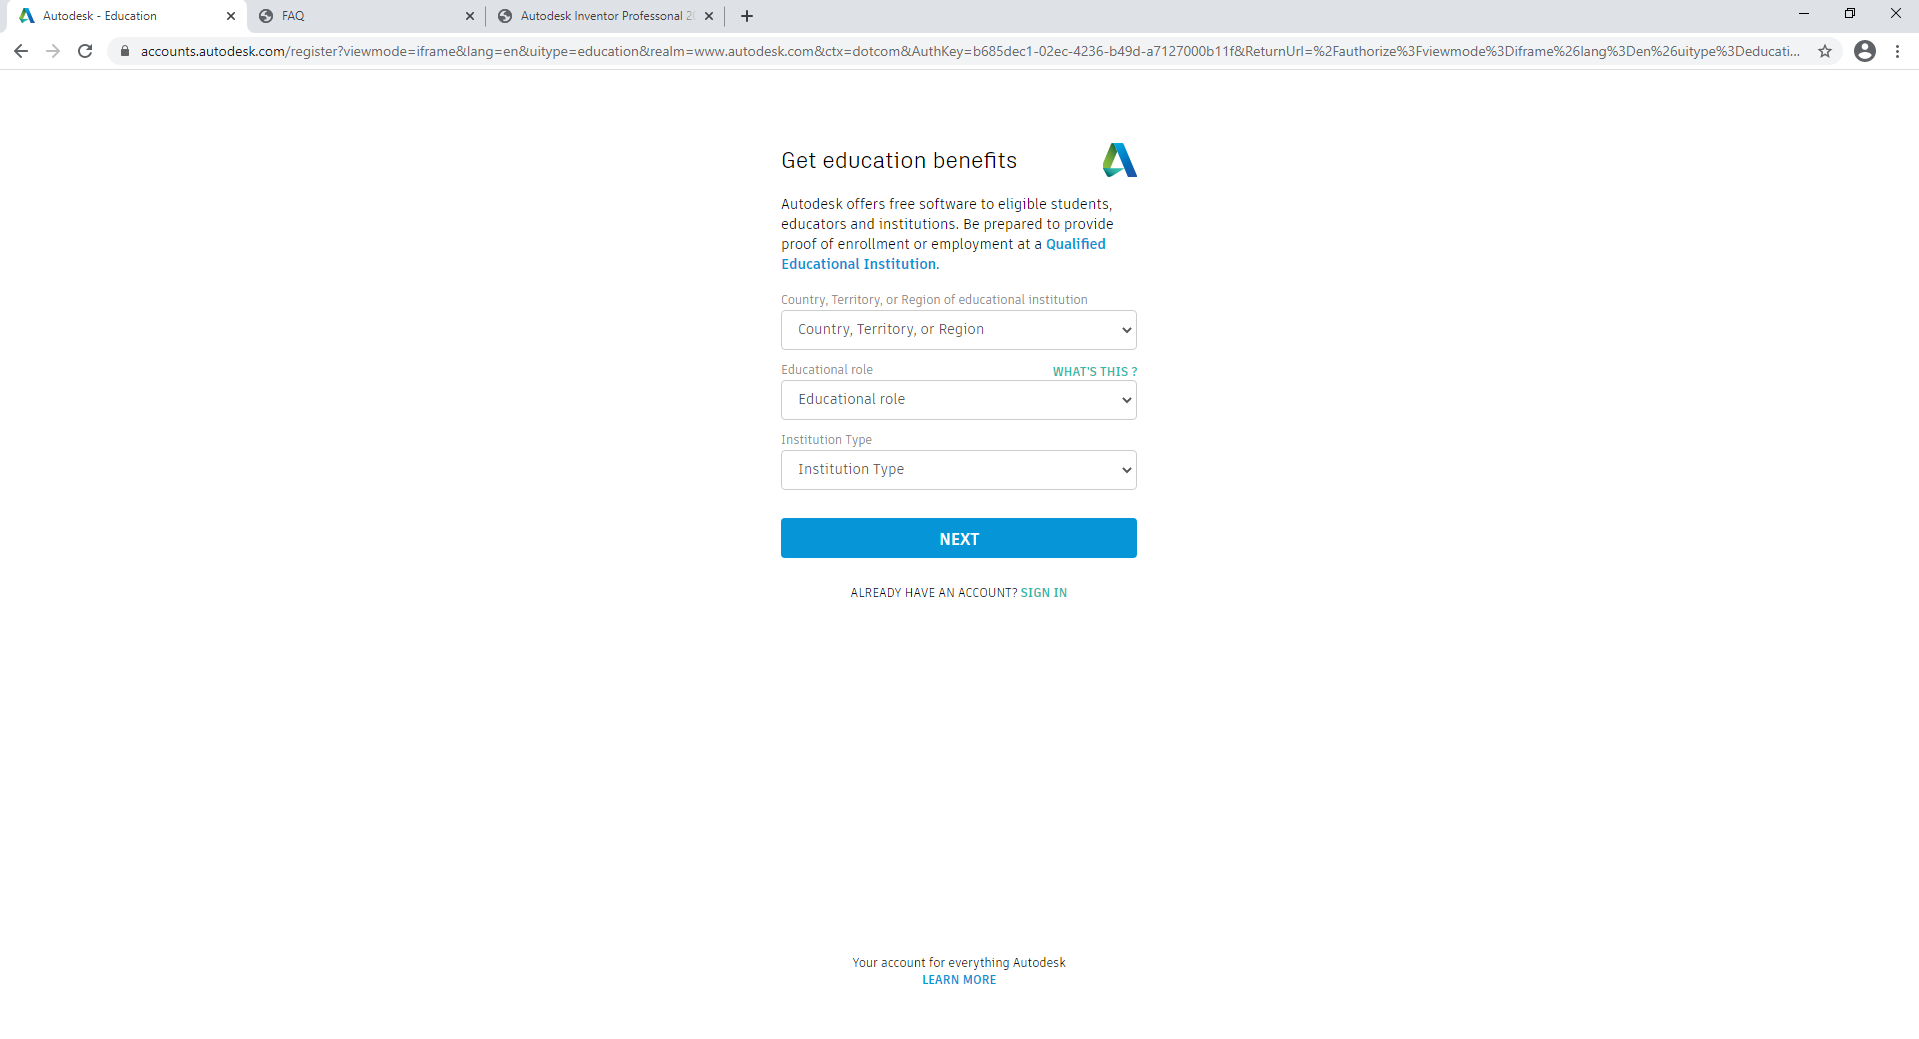 Autodesk - Education
FAQ
Autodesk Inventor Professonal 20
accounts.autodesk.com/register?viewmode=iframe&lang=en&uitype=education&realm=www.autodesk.com&ctx=dotcom&AuthKey=b685dec1-02ec-4236-b49d-a7127000b11f&ReturnUrl=%2Fauthorize%3Fviewmode%3Diframe%26lang%3Den%26uitype%3Deducati...
Get education benefits
Autodesk offers free software to eligible students,
educators and institutions. Be prepared to provide
proof of enrollment or employment at a Qualified
Educational Institution.
Country, Territory, or Region of educational institution
Country, Territory, or Region
Educational role WHAT'S THIS ?
Educational role
Institution Type
Institution Type
NEXT
ALREADY HAVE AN ACCOUNT? SIGN IN
Your account for everything Autodesk
LEARN MORE